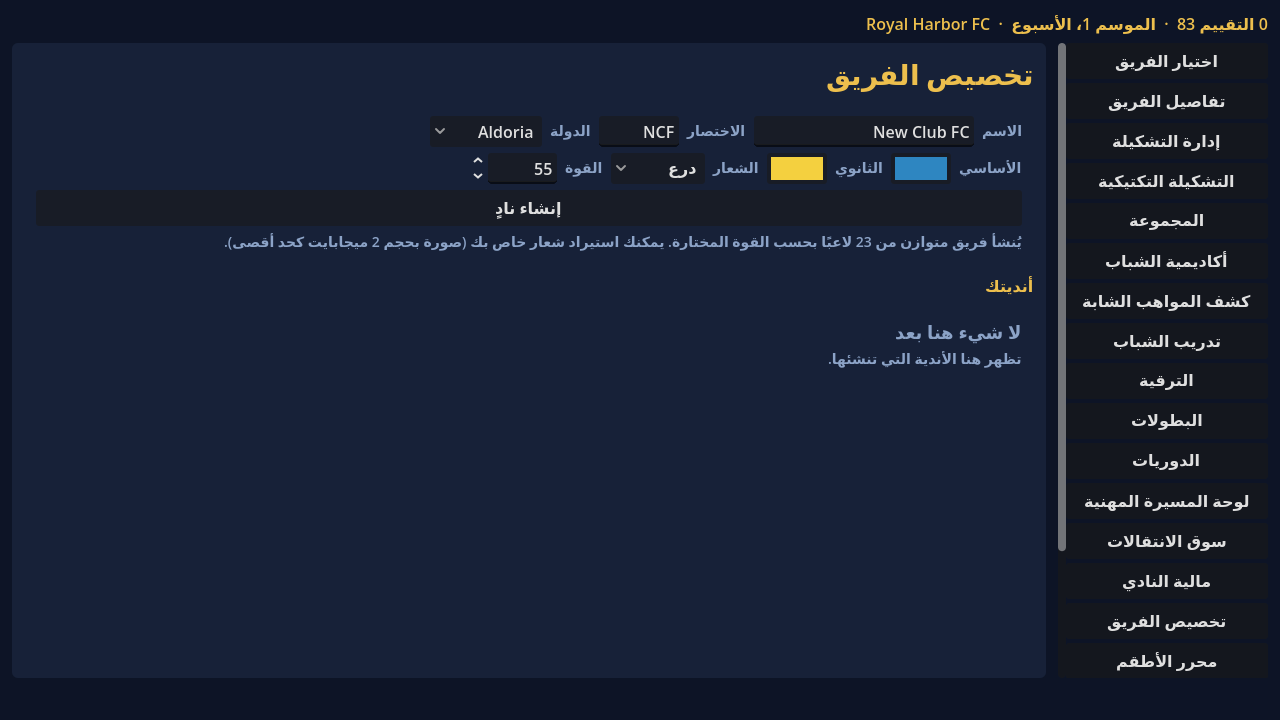 Royal Harbor FC · الموسم 1، الأسبوع 0 التقييم 83 ·
اختيار الفريق
تفاصيل الفريق
إدارة التشكيلة
التشكيلة التكتيكية
المجموعة
أكاديمية الشباب
كشف المواهب الشابة
تدريب الشباب
الترقية
البطولات
الدوريات
لوحة المسيرة المهنية
سوق الانتقالات
مالية النادي
تخصيص الفريق
محرر الأطقم
تخصيص الفريق
الاسم New Club FC الاختصار NCF الدولة Aldoria
الأساسي الثانوي الشعار درع القوة 55
إنشاء نادٍ
يُنشأ فريق متوازن من 23 لاعبًا بحسب القوة المختارة. يمكنك استيراد شعار خاص بك (صورة بحجم 2 ميجابايت كحد أقصى).
أنديتك
لا شيء هنا بعد
تظهر هنا الأندية التي تنشئها.